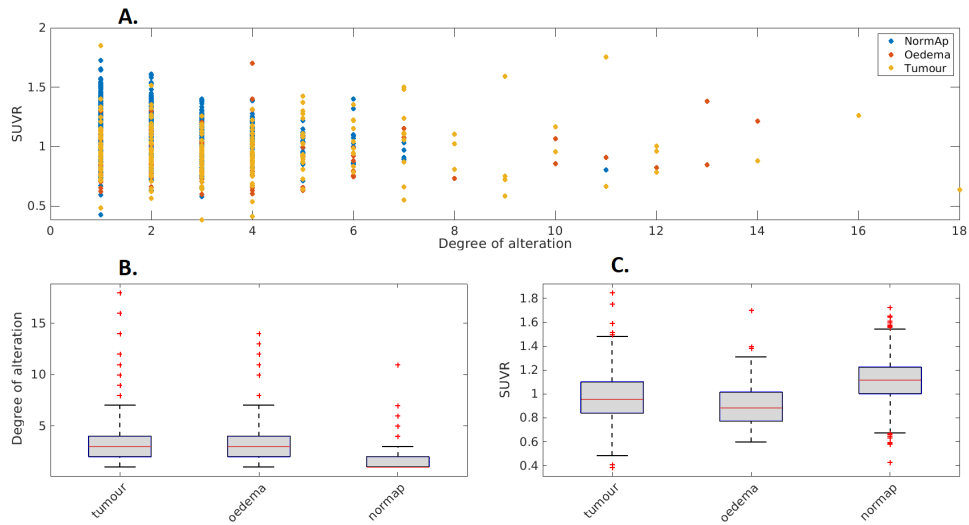 A.
2
1.5
1
0.5
SUVR
0 2 4 6 8 10 12 14 16 18
Degree of alteration
NormAp
Oedema
Tumour
B.
15
10
5
Degree of alteration
tumour
oedema
normap
C.
1.8
1.6
1.4
1.2
1
0.8
0.6
0.4
SUVR
tumour
oedema
normap